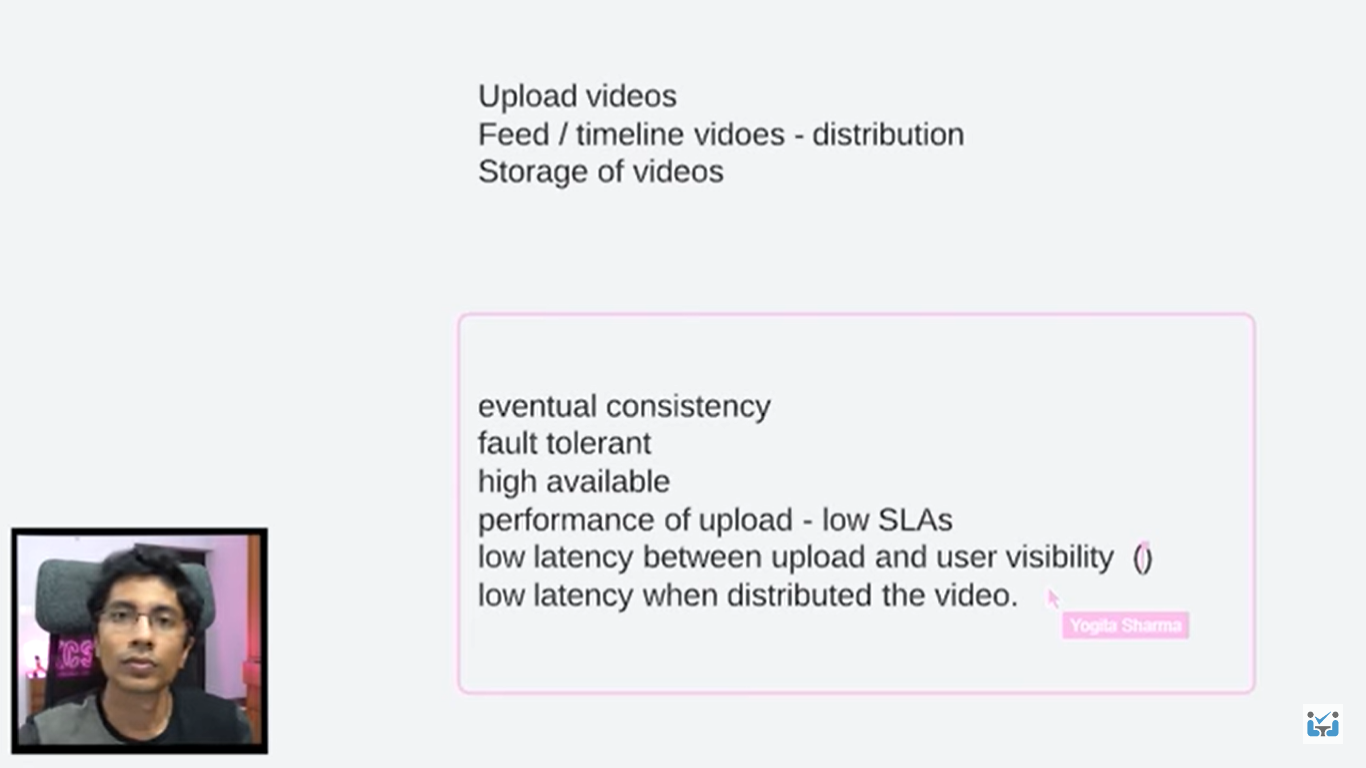 Upload videos
Feed / timeline vidoes - distribution
Storage of videos
eventual consistency
fault tolerant
high available
performance of upload - low SLAs
low latency between upload and user visibility ()
low latency when distributed the video.
Yogita Sharma